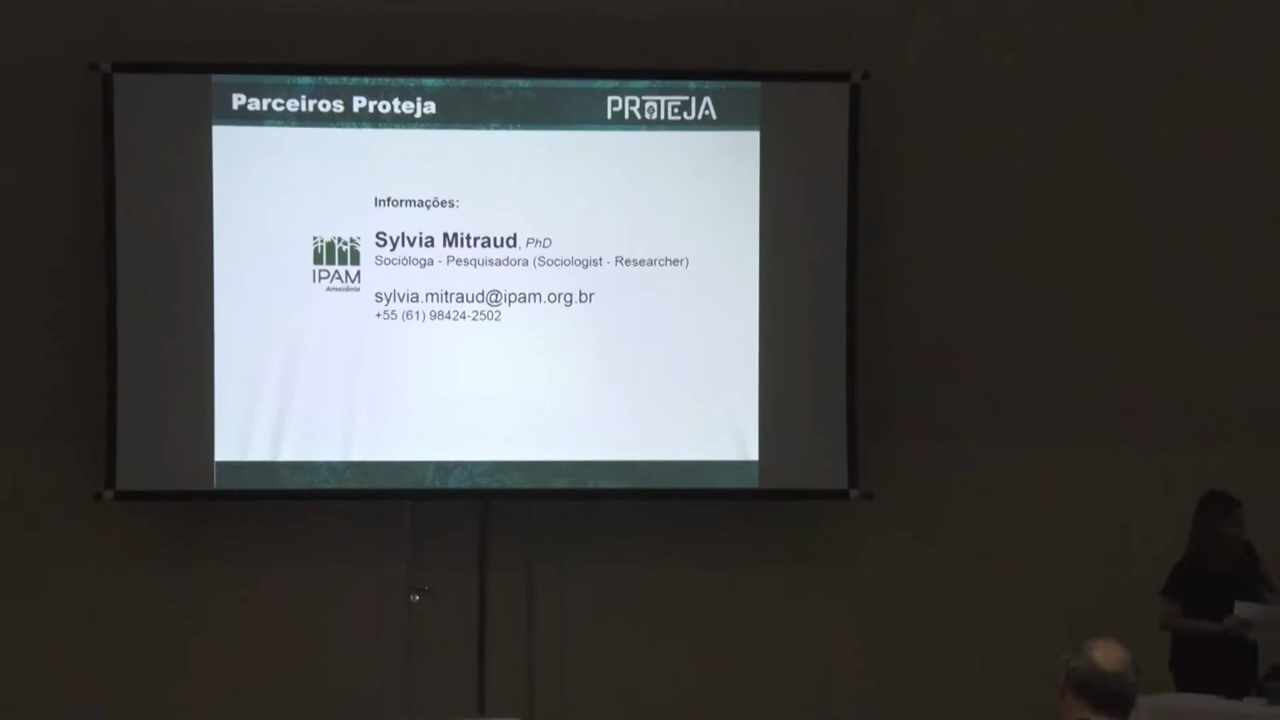 Parceiros Proteja
PROTEJA
Informações:
Sylvia Mitraud, PhD
Socióloga - Pesquisadora (Sociologist - Researcher)
IPAM
Amazônia
sylvia.mitraud@ipam.org.br
+55 (61) 98424-2502